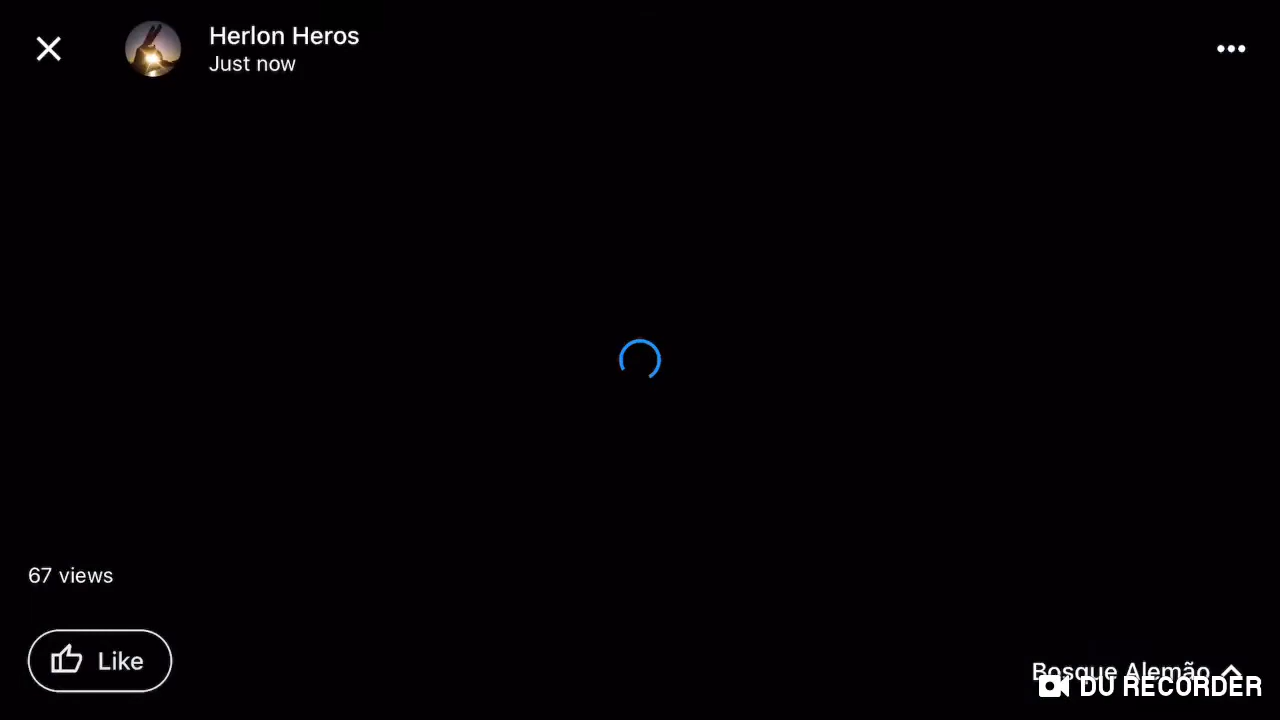 Herlon Heros
Just now
67 views
Like
Bosque Alemão
DU RECORDER